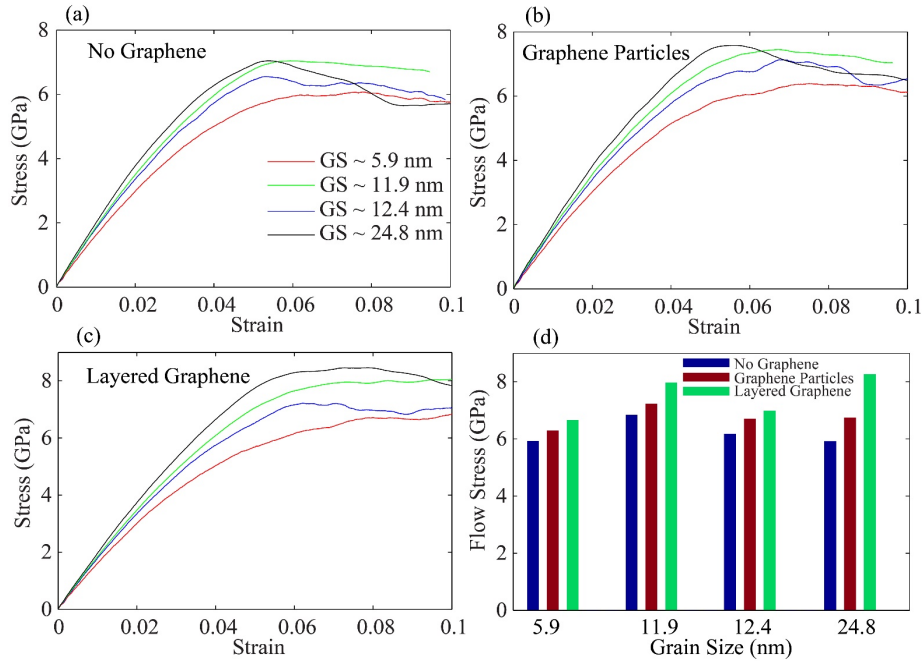 (a)
No Graphene
Stress (GPa)
8
6
4
2
0
GS ~ 5.9 nm
GS ~ 11.9 nm
GS ~ 12.4 nm
GS ~ 24.8 nm
0 0.02 0.04 0.06 0.08 0.1
Strain
(b)
Graphene Particles
Stress (GPa)
8
6
4
2
0
0 0.02 0.04 0.06 0.08 0.1
Strain
(c)
Layered Graphene
Stress (GPa)
8
6
4
2
0
0 0.02 0.04 0.06 0.08 0.1
Strain
(d)
No Graphene
Graphene Particles
Layered Graphene
Flow Stress (GPa)
8
6
4
2
0
5.9 11.9 12.4 24.8
Grain Size (nm)